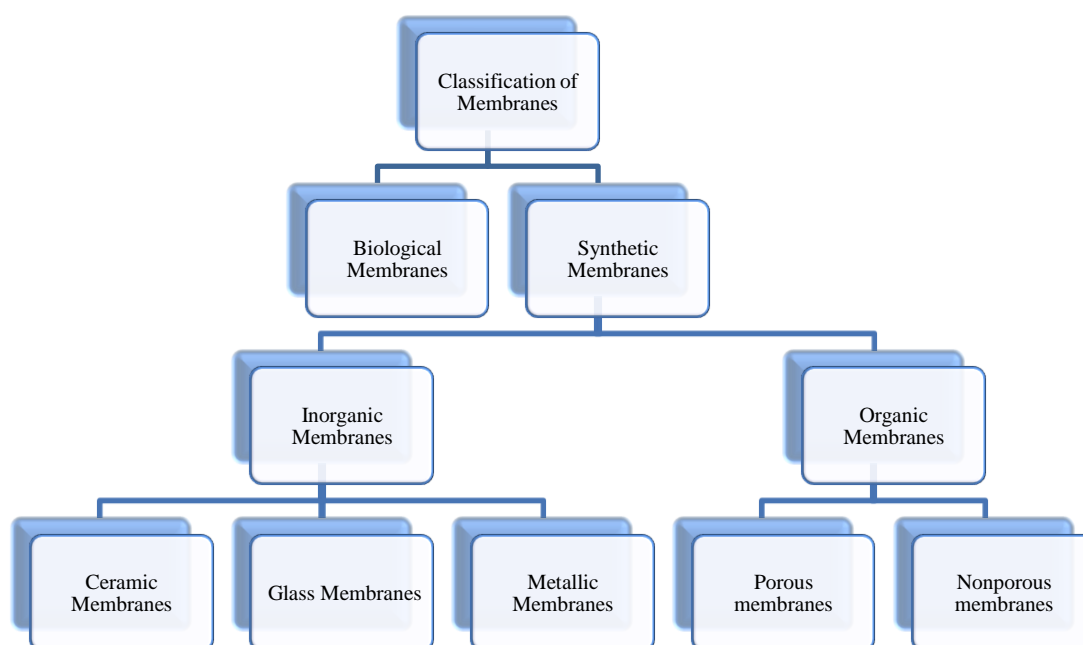 Classification of
Membranes
Biological
Membranes
Synthetic
Membranes
Inorganic
Membranes
Organic
Membranes
Ceramic
Membranes
Glass Membranes
Metallic
Membranes
Porous
membranes
Nonporous
membranes